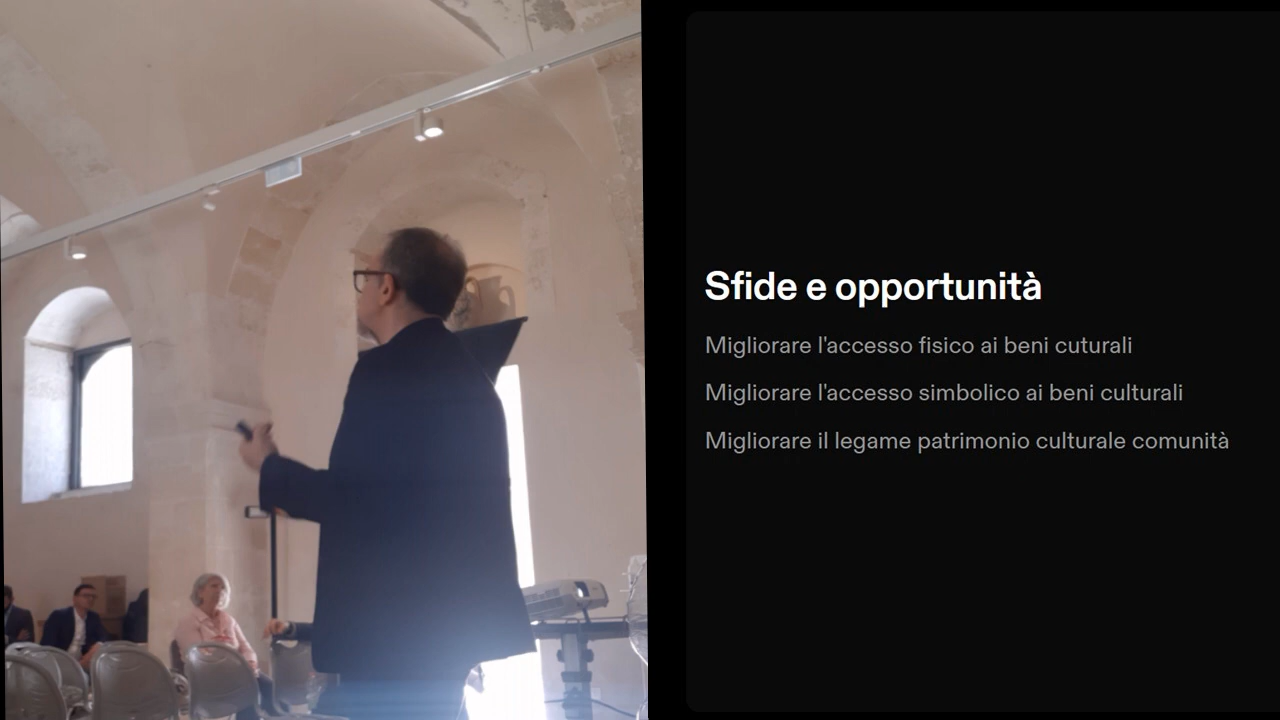 Sfide e opportunità
Migliorare l'accesso fisico ai beni cuturali
Migliorare l'accesso simbolico ai beni culturali
Migliorare il legame patrimonio culturale comunità